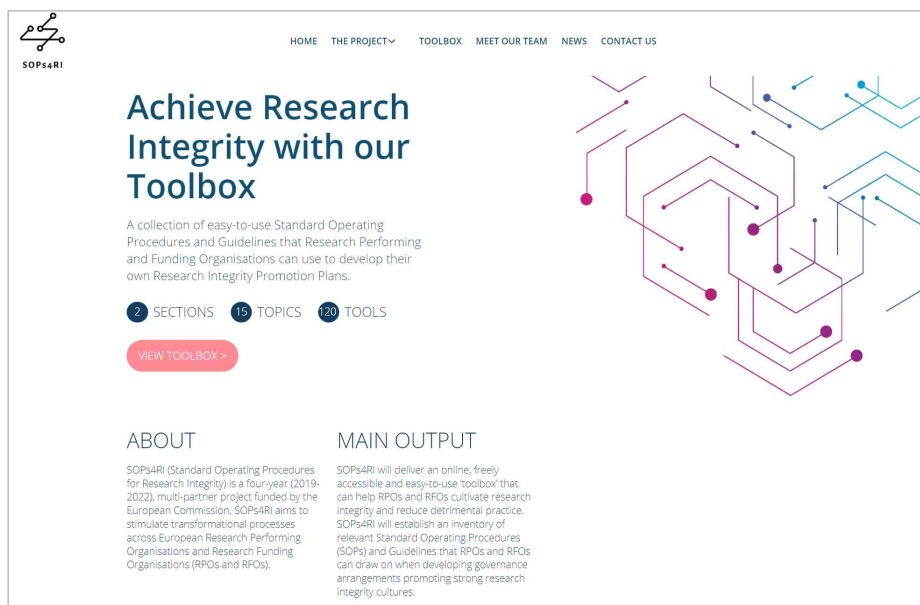 SOPs4RI
HOME THE PROJECT TOOLBOX MEET OUR TEAM NEWS CONTACT US
Achieve Research
Integrity with our
Toolbox
A collection of easy-to-use Standard Operating
Procedures and Guidelines that Research Performing
and Funding Organisations can use to develop their
own Research Integrity Promotion Plans.
2 SECTIONS 15 TOPICS 120 TOOLS
VIEW TOOLBOX >
ABOUT
SOPs4RI (Standard Operating Procedures
for Research Integrity) is a four-year (2019-
2022), multi-partner project funded by the
European Commission. SOPs4RI aims to
stimulate transformational processes
across European Research Performing
Organisations and Research Funding
Organisations (RPOs and RFOs).
MAIN OUTPUT
SOPs4RI will deliver an online, freely
accessible and easy-to-use 'toolbox' that
can help RPOs and RFOs cultivate research
integrity and reduce detrimental practice.
SOPs4RI will establish an inventory of
relevant Standard Operating Procedures
(SOPs) and Guidelines that RPOs and RFOs
can draw on when developing governance
arrangements promoting strong research
integrity cultures.